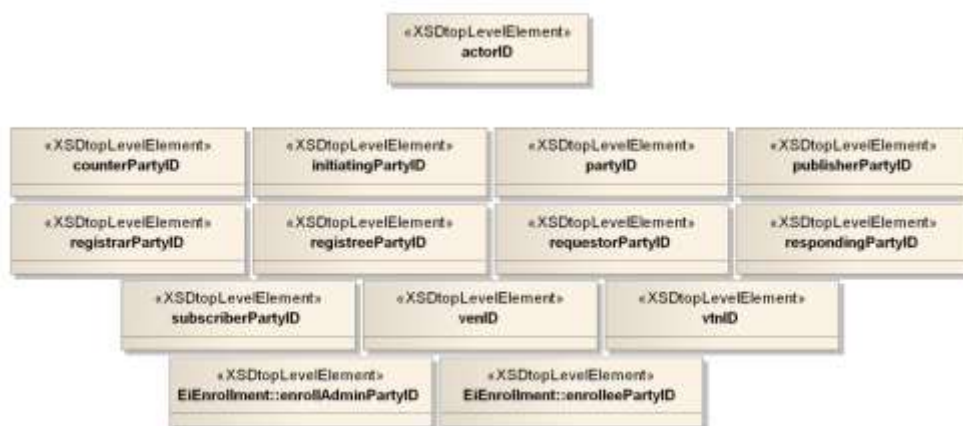 «XSDtopLevelElement»
actorID
«XSDtopLevelElement»
counterPartyID
«XSDtopLevelElement»
initiatingPartyID
«XSDtopLevelElement»
partyID
«XSDtopLevelElement»
publisherPartyID
«XSDtopLevelElement»
registrarPartyID
«XSDtopLevelElement»
registreePartyID
«XSDtopLevelElement»
requestorPartyID
«XSDtopLevelElement»
respondingPartyID
«XSDtopLevelElement»
subscriberPartyID
«XSDtopLevelElement»
venID
«XSDtopLevelElement»
vtnID
«XSDtopLevelElement»
EiEnrollment::enrollAdminPartyID
«XSDtopLevelElement»
EiEnrollment::enrolleePartyID